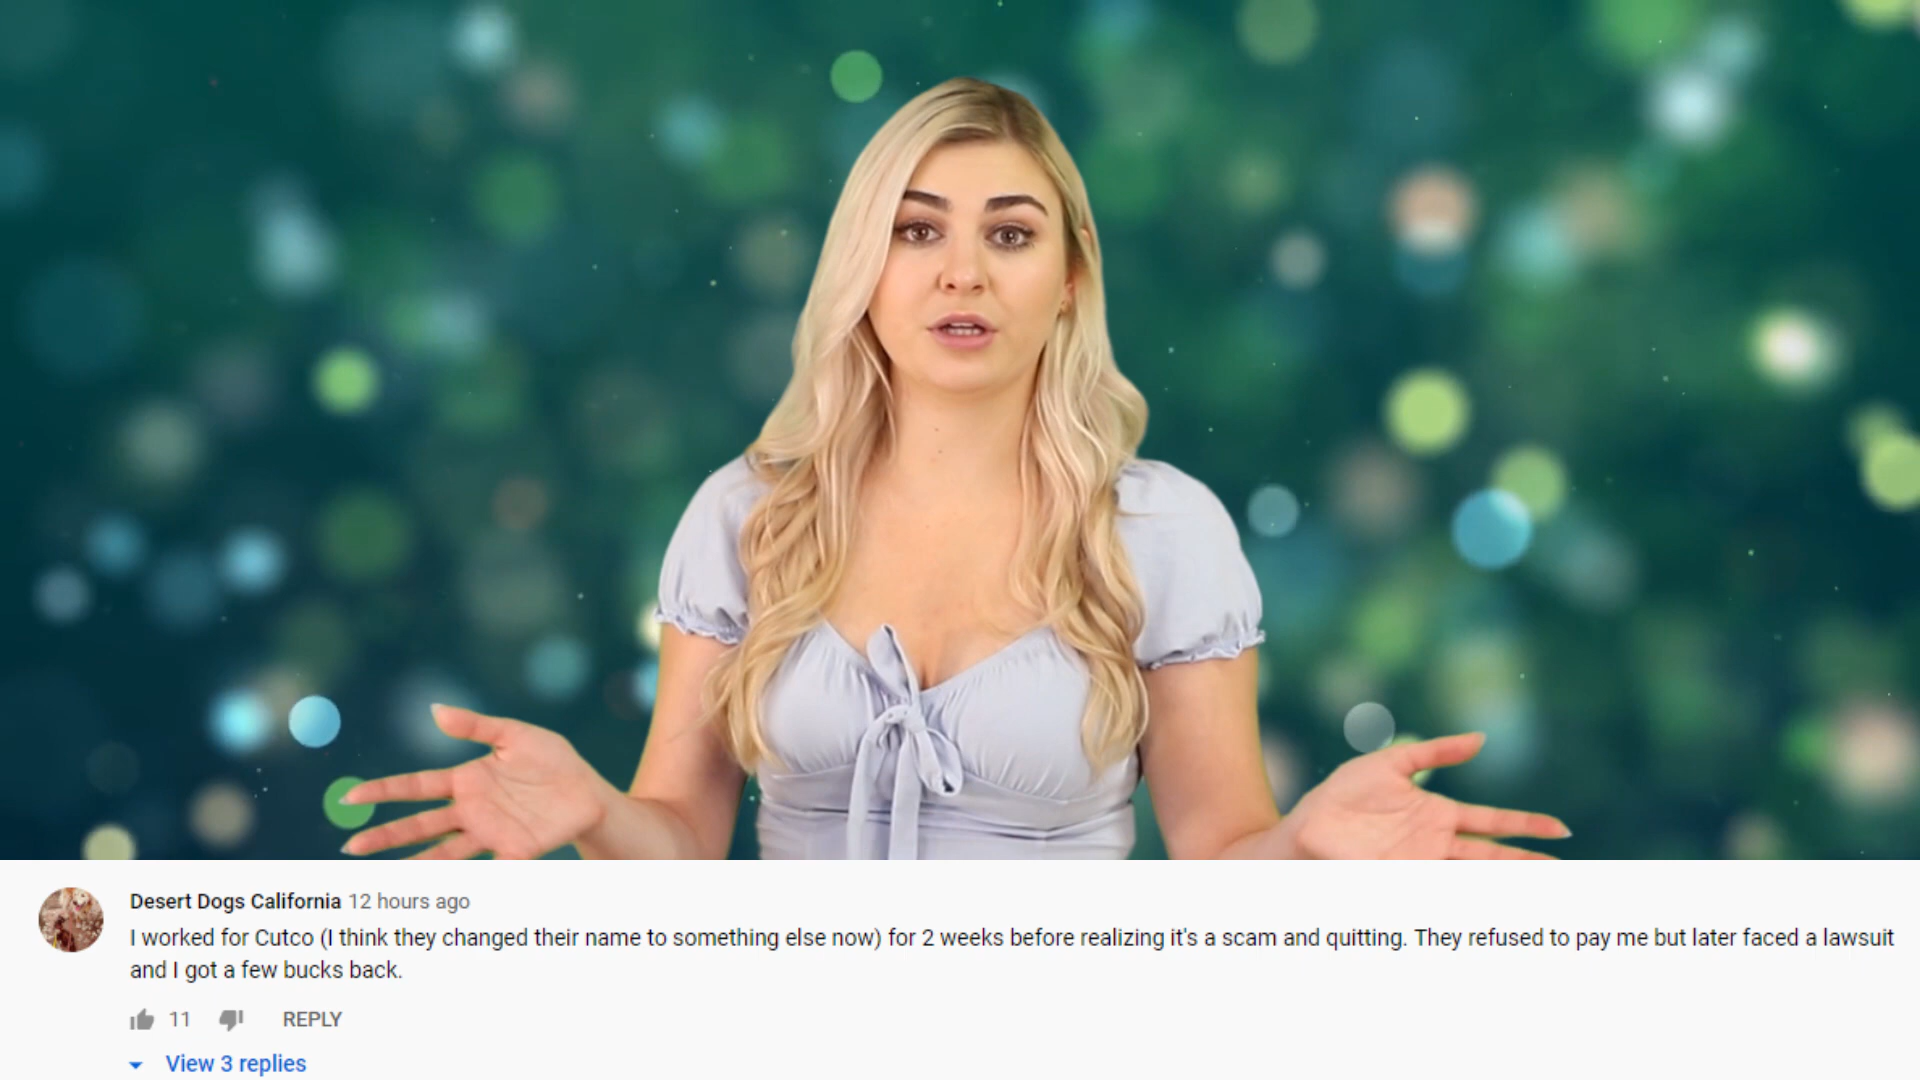 Desert Dogs California 12 hours ago
I worked for Cutco (I think they changed their name to something else now) for 2 weeks before realizing it's a scam and quitting. They refused to pay me but later faced a lawsuit
and I got a few bucks back.
11 REPLY
View 3 replies